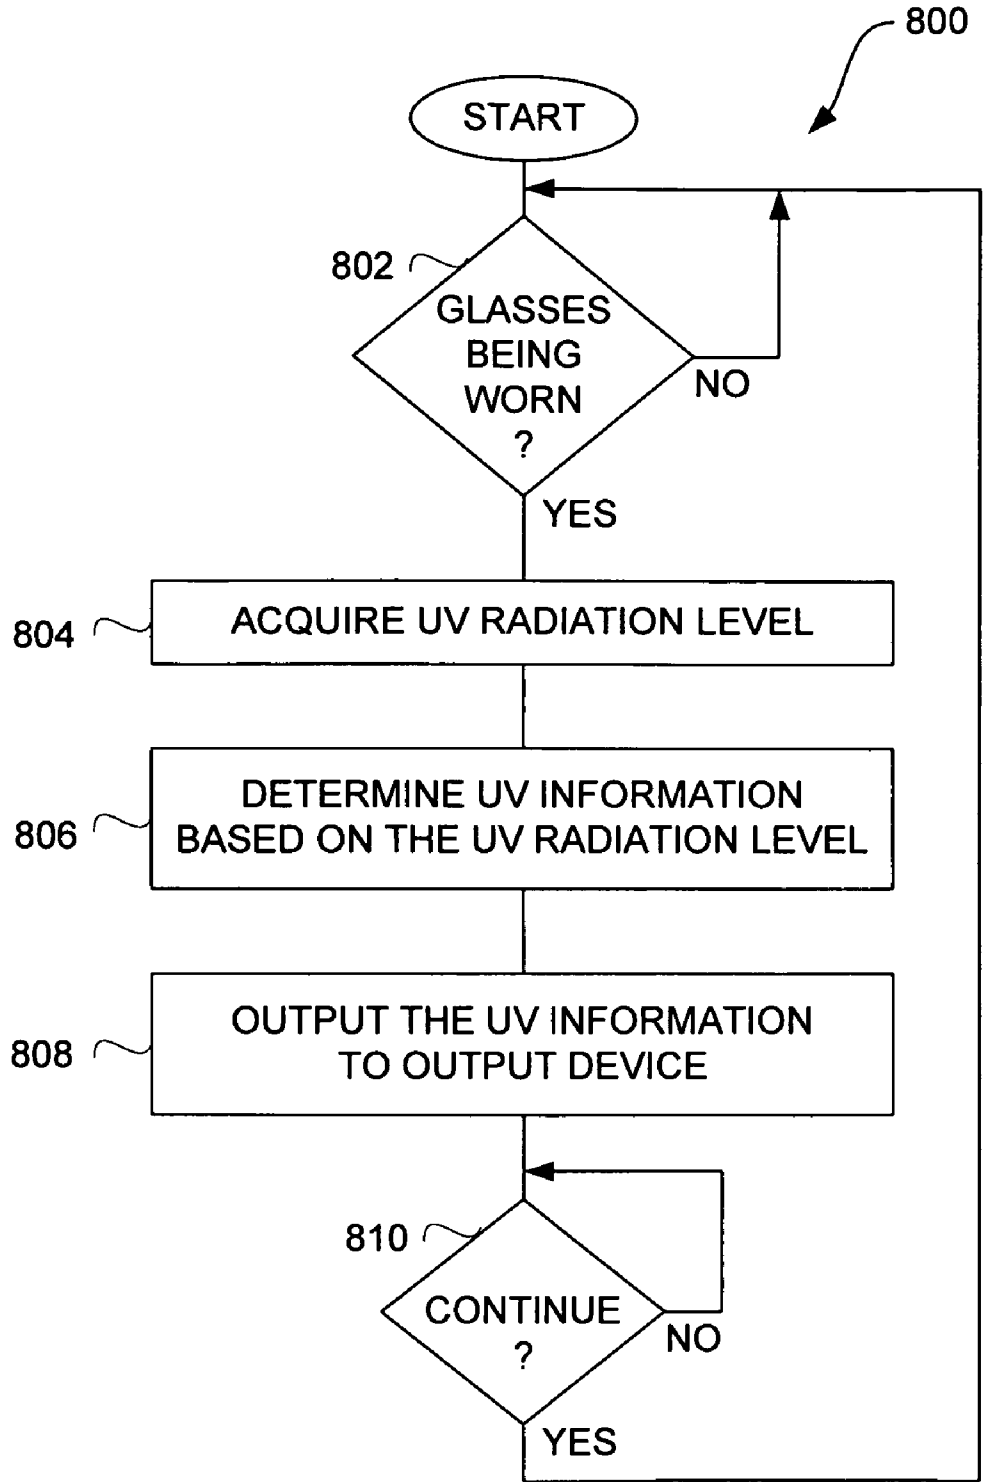 800
START
802
GLASSES
BEING
WORN
?
NO
YES
804
ACQUIRE UV RADIATION LEVEL
806
DETERMINE UV INFORMATION
BASED ON THE UV RADIATION LEVEL
808
OUTPUT THE UV INFORMATION
TO OUTPUT DEVICE
810
CONTINUE
?
NO
YES